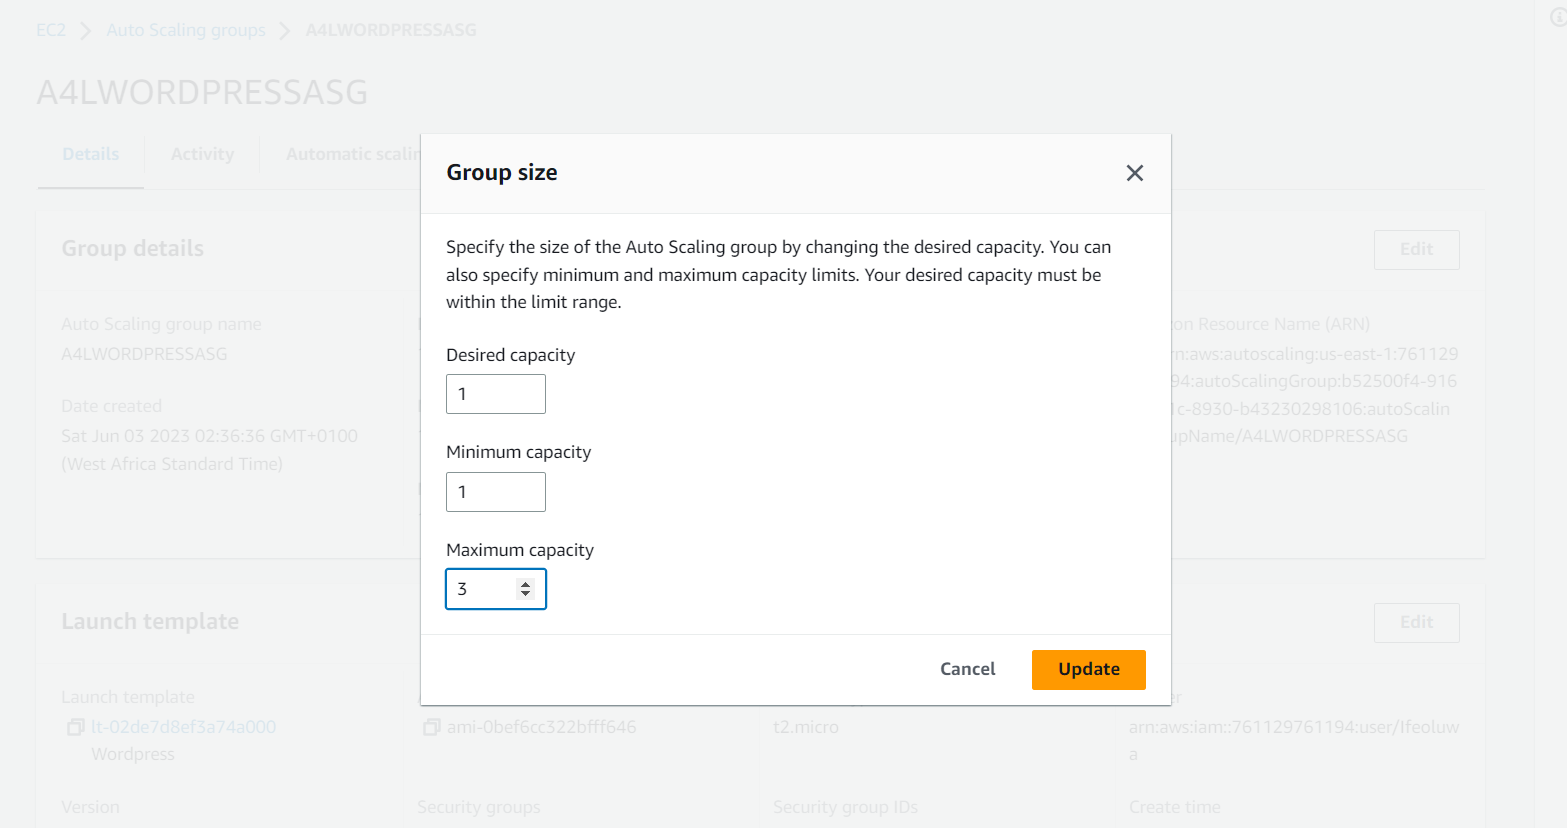 EC2 Auto Scaling groups A4LWORDPRESSASG
A4LWORDPRESSASG
Details Activity Automatic scalin
Group size
Specify the size of the Auto Scaling group by changing the desired capacity. You can
also specify minimum and maximum capacity limits. Your desired capacity must be
within the limit range.
Desired capacity
1
Minimum capacity
1
Maximum capacity
3
Cancel Update
Group details Edit
Auto Scaling group name
A4LWORDPRESSASG
Date created
Sat Jun 03 2023 02:36:36 GMT+0100
(West Africa Standard Time)
on Resource Name (ARN)
n:aws:autoscaling:us-east-1:761129
94:autoScalingGroup:b52500f4-916
1c-8930-b43230298106:autoScalin
upName/A4LWORDPRESSASG
Launch template Edit
Launch template
lt-02de7d8ef3a74a000
Wordpress
ami-0bef6cc322bfff646
t2.micro
er
arn:aws:iam::761129761194:user/Ifeoluw
a
Version Security groups Security group IDs Create time